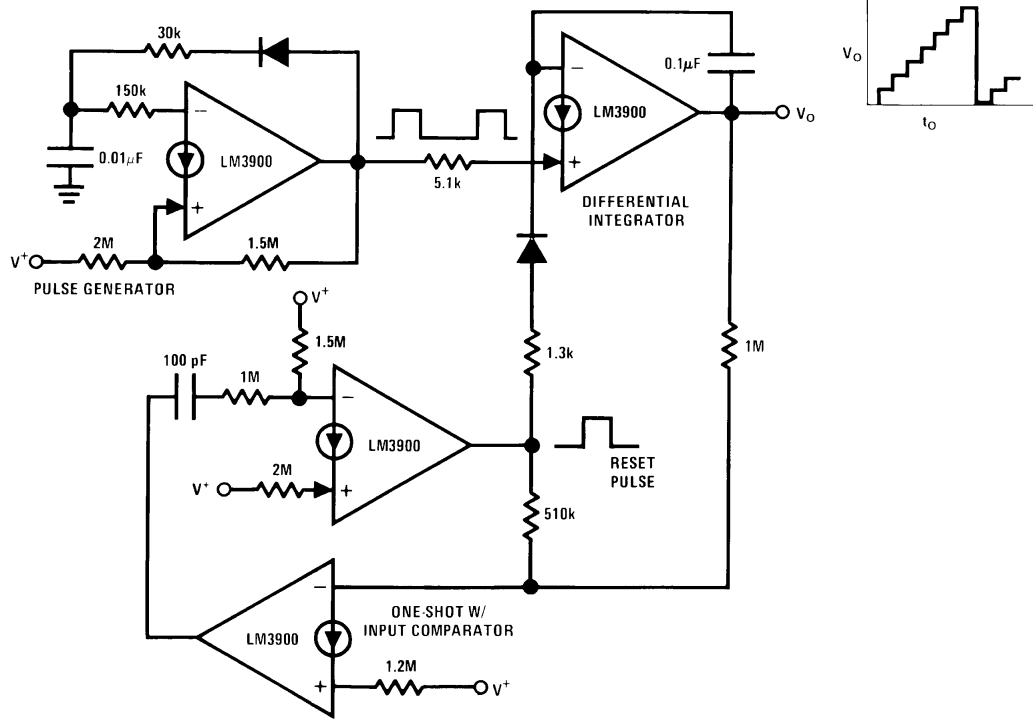 30k
150k
−
0.01μF
LM3900
+
2M
1.5M
V+
PULSE GENERATOR
5.1k
−
LM3900
+
0.1μF
VO
DIFFERENTIAL
INTEGRATOR
VO
tO
V+
1.5M
100 pF
1M
−
LM3900
2M
V+
+
1.3k
1M
RESET
PULSE
510k
−
LM3900
ONE-SHOT W/
INPUT COMPARATOR
1.2M
+
V+